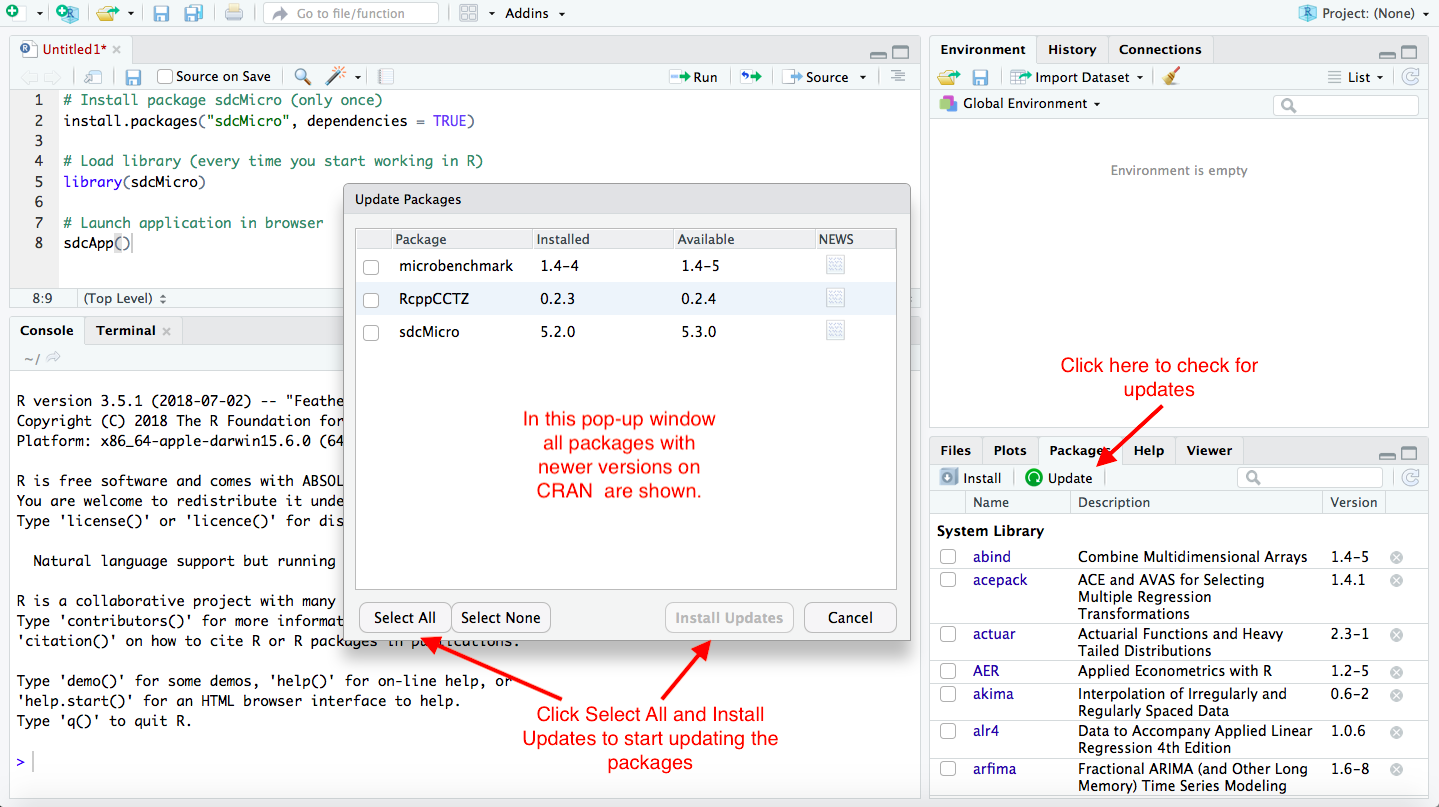 Go to file/function
Addins
Project: (None)
Untitled1*
Source on Save
Run
Source
1 # Install package sdcMicro (only once)
2 install.packages("sdcMicro", dependencies = TRUE)
3
4 # Load library (every time you start working in R)
5 library(sdcMicro)
6
7 # Launch application in browser
8 sdcApp()
8:9 (Top Level)
Console Terminal
~/
R version 3.5.1 (2018-07-02) -- "Feathe
Copyright (C) 2018 The R Foundation for
Platform: x86_64-apple-darwin15.6.0 (64
R is free software and comes with ABSOL
You are welcome to redistribute it unde
Type 'license()' or 'licence()' for dis
Natural language support but running
R is a collaborative project with many
Type 'contributors()' for more informat
'citation()' on how to cite R or R packages in publications.
Type 'demo()' for some demos, 'help()' for on-line help, or
'help.start()' for an HTML browser interface to help.
Type 'q()' to quit R.
>
Update Packages
Package Installed Available NEWS
microbenchmark 1.4-4 1.4-5
RcppCCTZ 0.2.3 0.2.4
sdcMicro 5.2.0 5.3.0
In this pop-up window
all packages with
newer versions on
CRAN are shown.
Select All Select None Install Updates Cancel
Click Select All and Install
Updates to start updating the
packages
Environment History Connections
Import Dataset List
Global Environment
Environment is empty
Click here to check for
updates
Files Plots Packages Help Viewer
Install Update
Name Description Version
System Library
abind Combine Multidimensional Arrays 1.4-5
acepack ACE and AVAS for Selecting 1.4.1
Multiple Regression
Transformations
actuar Actuarial Functions and Heavy 2.3-1
Tailed Distributions
AER Applied Econometrics with R 1.2-5
akima Interpolation of Irregularly and 0.6-2
Regularly Spaced Data
alr4 Data to Accompany Applied Linear 1.0.6
Regression 4th Edition
arfima Fractional ARIMA (and Other Long 1.6-8
Memory) Time Series Modeling